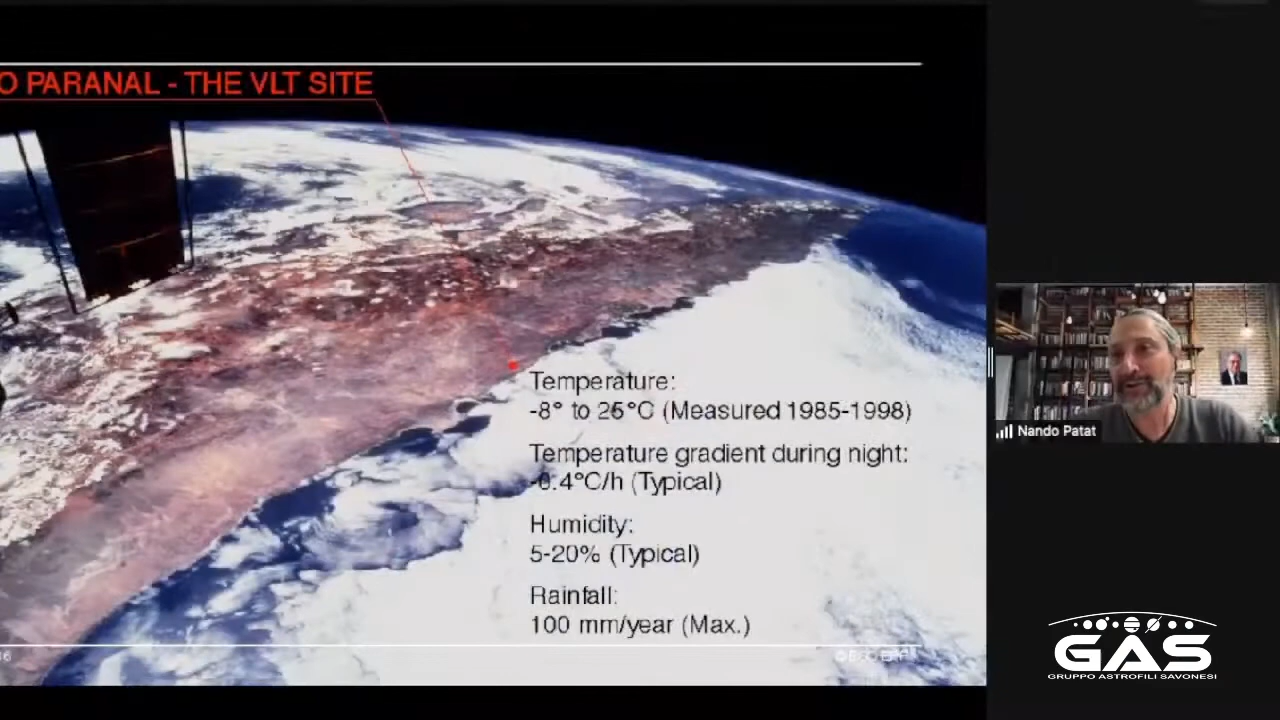 O PARANAL - THE VLT SITE
Temperature:
-8° to 25°C (Measured 1985-1998)
Temperature gradient during night:
-0.4°C/h (Typical)
Humidity:
5-20% (Typical)
Rainfall:
100 mm/year (Max.)
Nando Patat
GAS
GRUPPO ASTROFILI SAVONESI